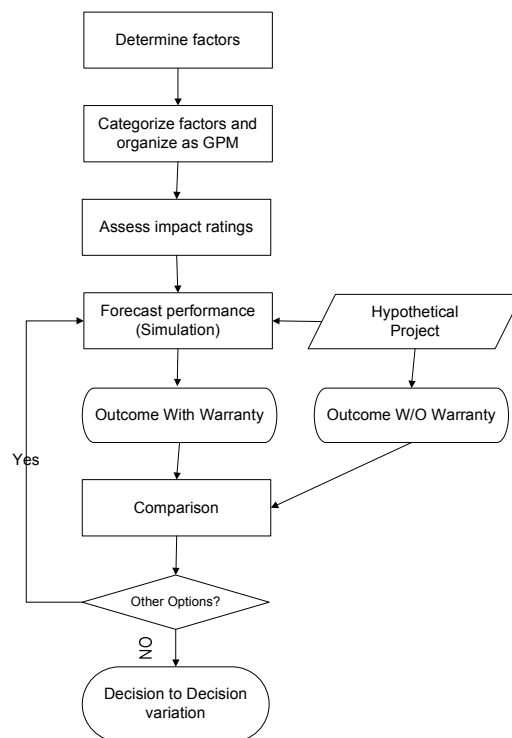 Determine factors
Categorize factors and
organize as GPM
Assess impact ratings
Forecast performance
(Simulation)
Hypothetical
Project
Outcome With Warranty
Outcome W/O Warranty
Yes
Comparison
Other Options?
NO
Decision to Decision
variation